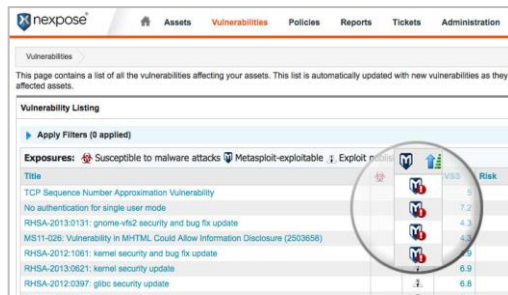 nexpose®
Assets Vulnerabilities Policies Reports Tickets Administration
Vulnerabilities
This page contains a list of all the vulnerabilities affecting your assets. This list is automatically updated with new vulnerabilities as they
affected assets.
Vulnerability Listing
Apply Filters (0 applied)
Exposures: Susceptible to malware attacks Metasploit-exploitable Exploit publis
Title VSS Risk
TCP Sequence Number Approximation Vulnerability 5
No authentication for single user mode 7.2
RHSA-2013:0131: gnome-vfs2 security and bug fix update 4.3
MS11-026: Vulnerability in MHTML Could Allow Information Disclosure (2503658) 4.3
RHSA-2012:1061: kernel security and bug fix update .9
RHSA-2013:0621: kernel security update 6.9
RHSA-2012:0397: glibc security update 6.8